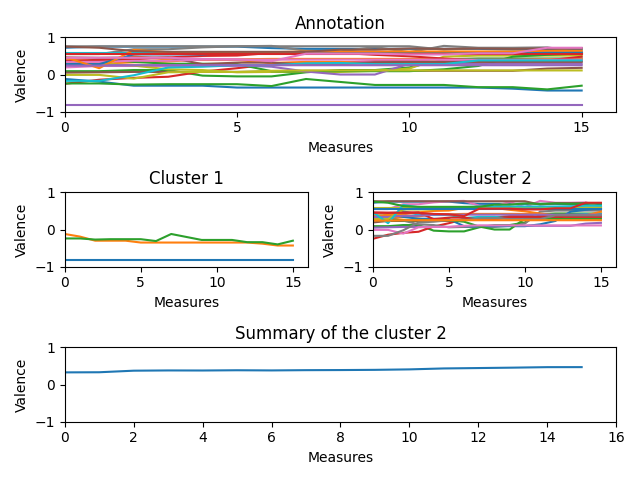 Annotation
Valence
1
0
−1
0
5
10
15
Measures
Cluster 1
Cluster 2
Valence
1
0
−1
0
5
10
15
Measures
Valence
1
0
−1
0
5
10
15
Measures
Summary of the cluster 2
Valence
1
0
−1
0
2
4
6
8
10
12
14
16
Measures